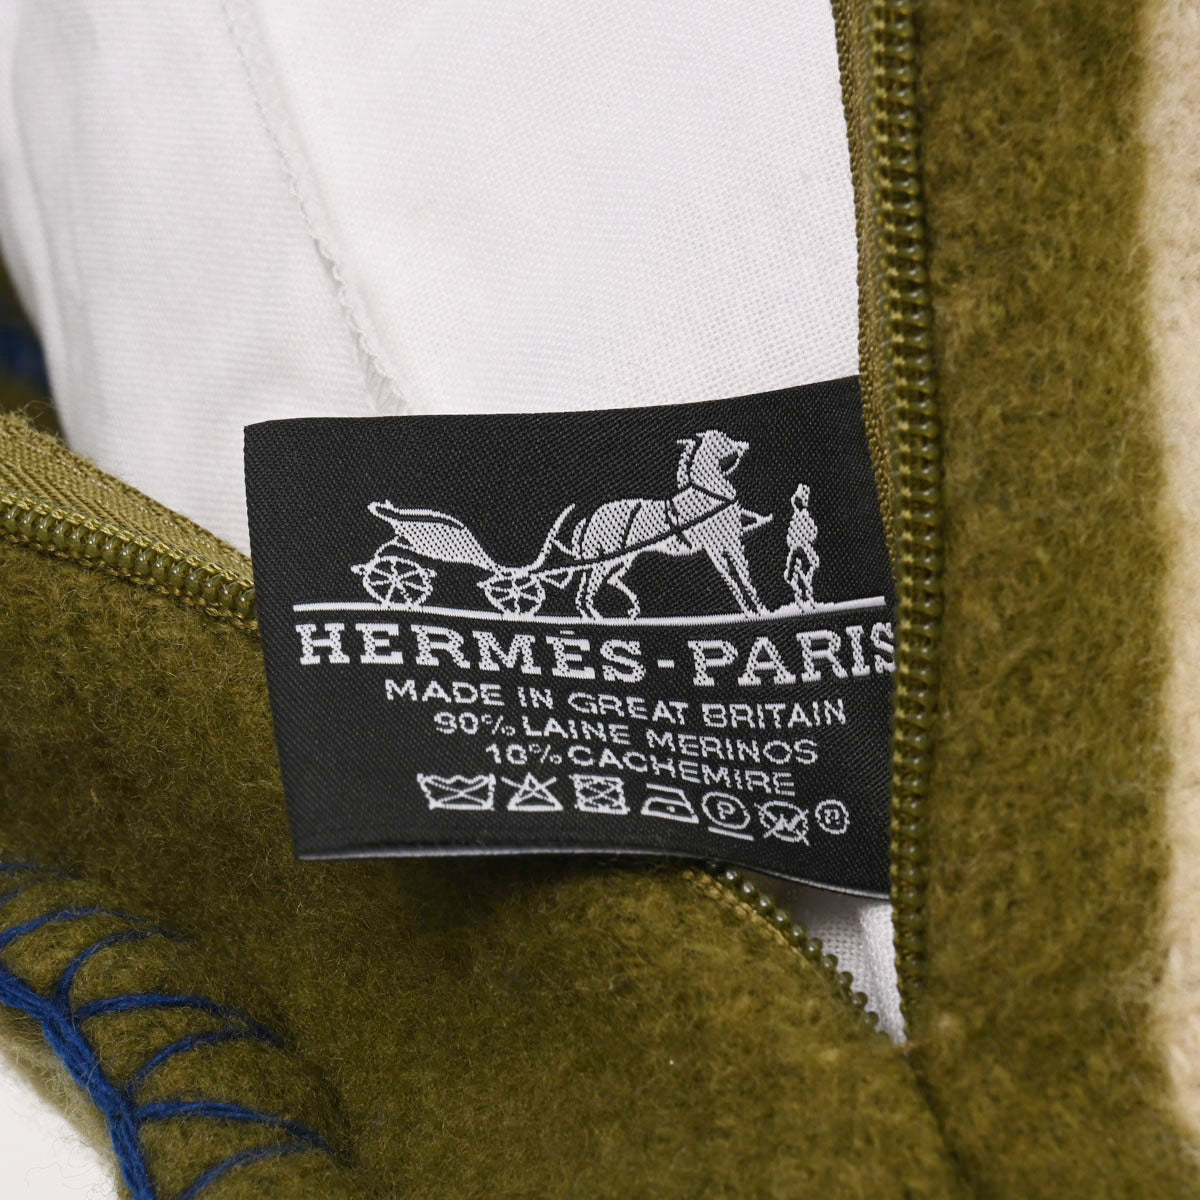 HERMÈS-PARIS
MADE IN GREAT BRITAIN
90% LAINE MERINOS
10% CACHEMIRE
P